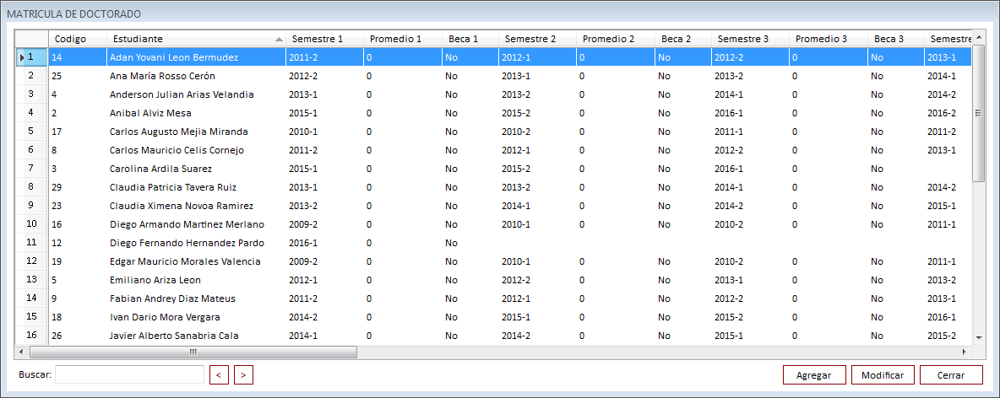 MATRICULA DE DOCTORADO
Codigo Estudiante Semestre 1 Promedio 1 Beca 1 Semestre 2 Promedio 2 Beca 2 Semestre 3 Promedio 3 Beca 3 Semestre
1 14 Adan Yovani Leon Bermudez 2011-2 0 No 2012-1 0 No 2012-2 0 No 2013-1
2 25 Ana María Rosso Cerón 2012-2 0 No 2013-1 0 No 2013-2 0 No 2014-1
3 4 Anderson Julian Arias Velandia 2013-1 0 No 2013-2 0 No 2014-1 0 No 2014-2
4 2 Anibal Alviz Mesa 2015-1 0 No 2015-2 0 No 2016-1 0 No 2016-2
5 17 Carlos Augusto Mejia Miranda 2010-1 0 No 2010-2 0 No 2011-1 0 No 2011-2
6 8 Carlos Mauricio Celis Cornejo 2011-2 0 No 2012-1 0 No 2012-2 0 No 2013-1
7 3 Carolina Ardila Suarez 2015-1 0 No 2015-2 0 No 2016-1 0 No
8 29 Claudia Patricia Tavera Ruiz 2013-1 0 No 2013-2 0 No 2014-1 0 No 2014-2
9 23 Claudia Ximena Novoa Ramirez 2013-2 0 No 2014-1 0 No 2014-2 0 No 2015-1
10 16 Diego Armando Martinez Merlano 2009-2 0 No 2010-1 0 No 2010-2 0 No 2011-1
11 12 Diego Fernando Hernandez Pardo 2016-1 0 No
12 19 Edgar Mauricio Morales Valencia 2009-2 0 No 2010-1 0 No 2010-2 0 No 2011-1
13 5 Emiliano Ariza Leon 2012-1 0 No 2012-2 0 No 2013-1 0 No 2013-2
14 9 Fabian Andrey Diaz Mateus 2011-2 0 No 2012-1 0 No 2012-2 0 No 2013-1
15 18 Ivan Dario Mora Vergara 2014-2 0 No 2015-1 0 No 2015-2 0 No 2016-1
16 26 Javier Alberto Sanabria Cala 2014-1 0 No 2014-2 0 No 2015-1 0 No 2015-2
Buscar: < > Agregar Modificar Cerrar